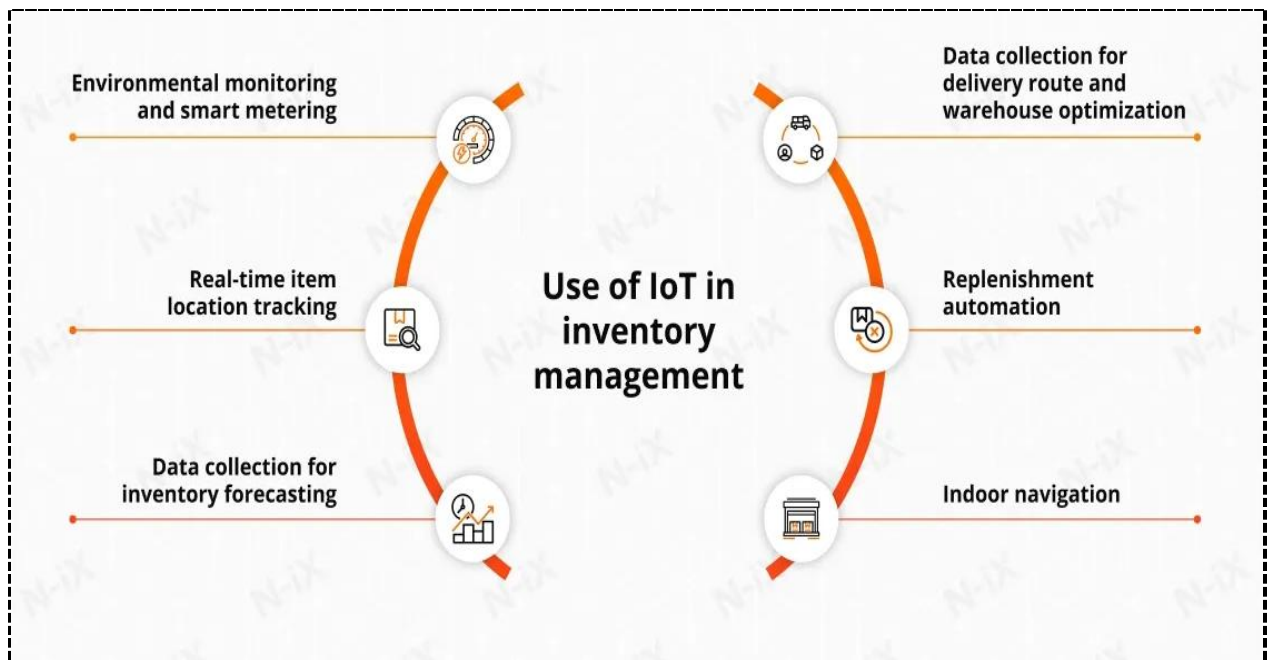 Use of IoT in
inventory
management
Environmental monitoring
and smart metering
Real-time item
location tracking
Data collection for
inventory forecasting
Data collection for
delivery route and
warehouse optimization
Replenishment
automation
Indoor navigation
N-iX